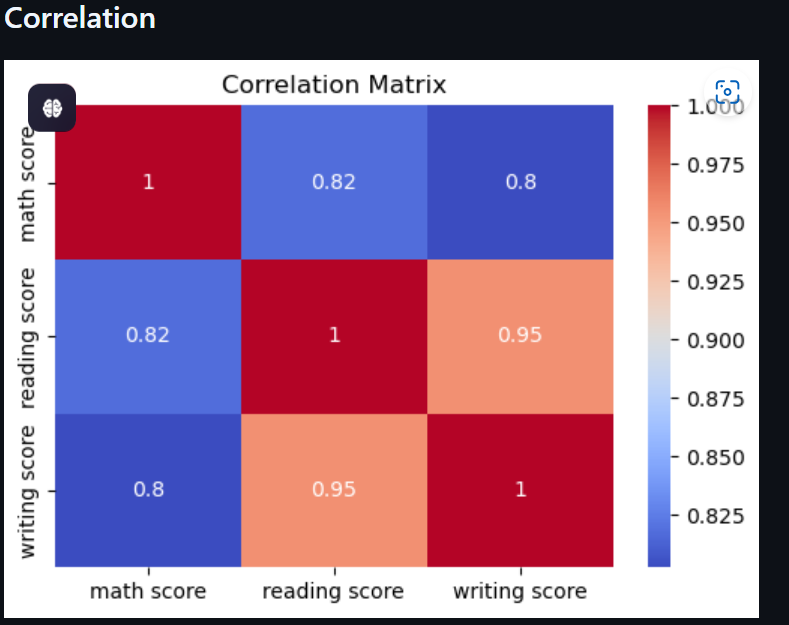 Correlation
Correlation Matrix
math score
1
0.82
0.8
reading score
0.82
1
0.95
writing score
0.8
0.95
1
math score
reading score
writing score
1.000
0.975
0.950
0.925
0.900
0.875
0.850
0.825